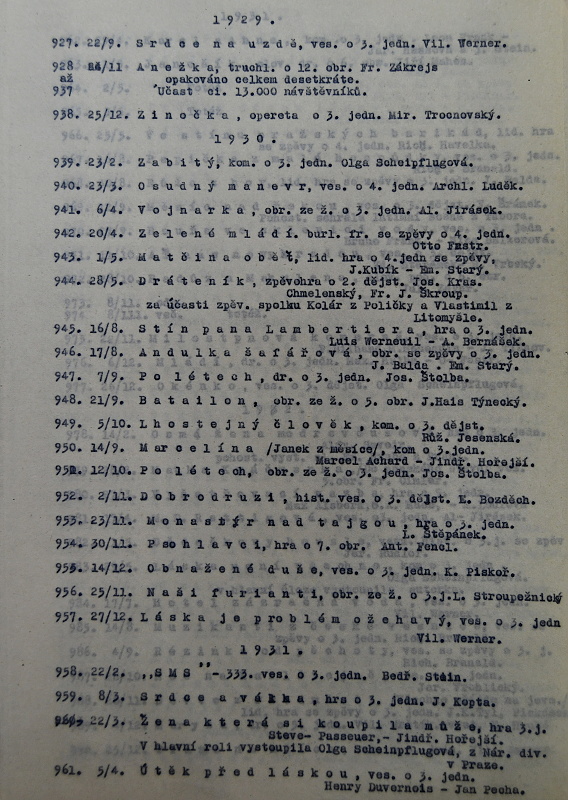 1929.
927. 22/9. Srdce na uzdě, ves. o 3. jedn. Vil. Werner.
928 /11 Anežka, truchl. o 12. obr. Fr. Zákrejs
až opakováno celkem desetkráte.
937 Účast ci. 13.000 návštěvníků.
938. 25/12. Zinočka, opereta o 3. jedn. Mir. Trconovský.
1930.
939. 23/2. Zabitý, kom. o 3. jedn. Olga Scheipflugová.
940. 23/3. Osudný manevr, ves. o 4. jedn. Archl. Luděk.
941. 6/4. Vojnarka, obr. ze ž. o 3. jedn. Al. Jirásek.
942. 20/4. Zelené mládí. burl. fr. se zpěvy o 4. jedn.
Otto Fastr.
943. 1/5. Matčina oběť, lid. hra o 4.jedn se zpěvy,
J.Kubík - Em. Starý.
944. 28/5. Dráteník, zpěvohra o 2. dějst. Jos. Kras.
Chmelenský, Fr. J. Škroup.
za účasti zpěv. spolku Kolár z Poličky a Vlastimil z
Litomyšle.
945. 16/8. Stín pana Lambertiera, hra o 3. jedn.
Luis Werneuil - A. Bernášek.
946. 17/8. Andulka šafářová, obr. se zpěvy o 3. jedn.
J. Balda . Em. Starý.
947. 7/9. Po létech, dr. o 3. jedn. Jos. Štolba.
948. 21/9. Batailon, obr. ze ž. o 5. obr. J.Hais Týnecký.
949. 5/10. Lhostejný člověk, kom. o 3. dějst.
Růž. Jesenská.
950. 14/9. Marcelína /Janek z měsíce/, kom o 3.jedn.
Marcel Achard - Jindř. Hořejší.
951. 12/10. Po létech, obr. ze ž. o 3. jedn. Jos. Štolba.
952. 2/11. Dobrodruzi, hist. ves. o 3. dějst. E. Bozděch.
953. 23/11. Monastýr nad tajgou, hra o 3. jedn.
L. Štěpánek.
954. 30/11. Psohlavci, hra o 7. obr. Ant. Fencl.
955. 14/12. Obnažené duše, ves. o 3. jedn. K. Piskoř.
956. 25/11. Naši furianti, obr. ze ž. o 3.j.L. Stroupežnický
957. 27/12. Láska je problém ožehavý, ves. o 3. jedn
Vil. Werner.
1931.
958. 22/2. „SMS" - 333. ves. o 3. jedn. Bedř. Stein.
959. 8/3. Srdce a válka, hra o 3. jedn. J. Kopta.
960. 22/3. Žena která si koupila muže, hra 3.j.
Steve- Passeuer,- Jindř. Hořejší.
V hlavní roli vystoupila Olga Scheinpflugová, z Nár. div.
v Praze.
961. 5/4. Útěk před láskou, ves. o 3. jedn.
Henry Duvernois - Jan Pecha.